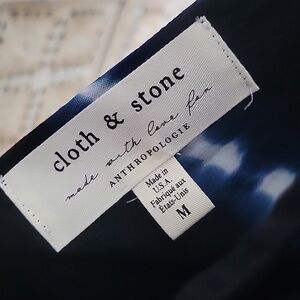 cloth & stone
made with love for
ANTHROPOLOGIE
Made in
U.S.A.
Fabriqué aux
États-Unis
M